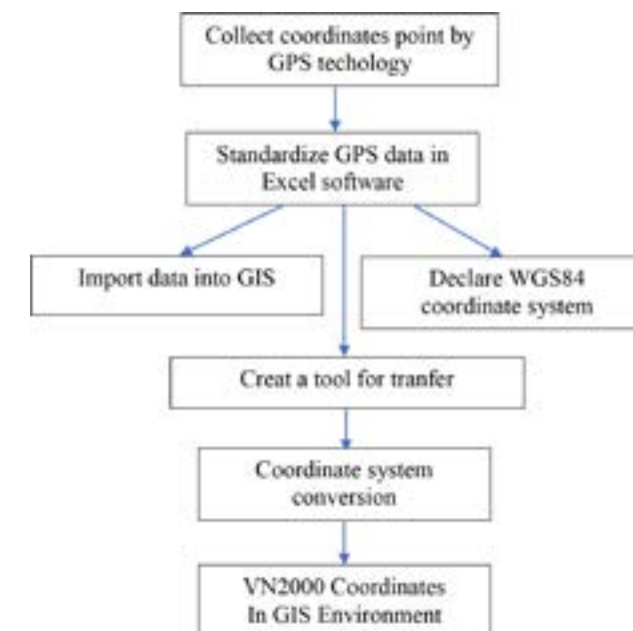 Collect coordinates point by
GPS techology
Standardize GPS data in
Excel software
Import data into GIS
Declare WGS84
coordinate system
Creat a tool for tranfer
Coordinate system
conversion
VN2000 Coordinates
In GIS Environment